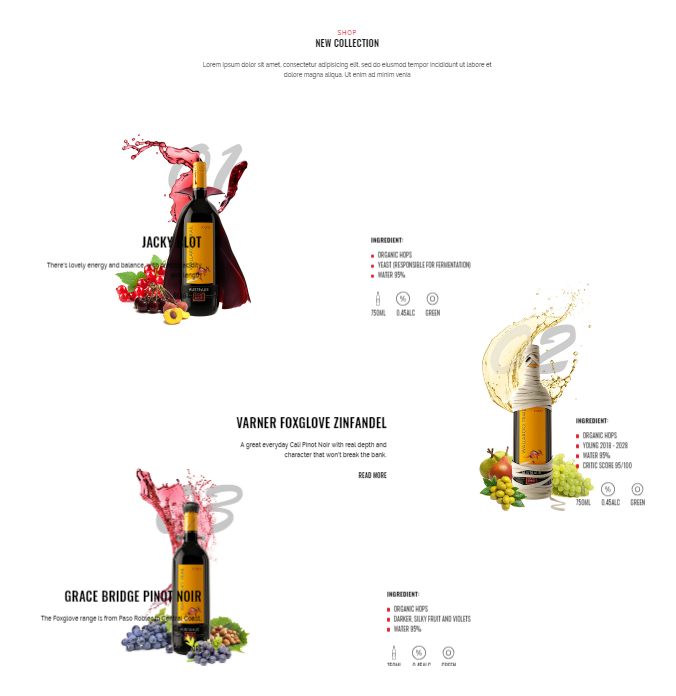 SHOP
NEW COLLECTION
Lorem ipsum dolor sit amet, consectetur adipisicing elit, sed do eiusmod tempor incididunt ut labore et
dolore magna aliqua. Ut enim ad minim venia
01
JACKY SLOT
There's lovely energy and balance, with
INGREDIENT:
ORGANIC HOPS
YEAST (RESPONSIBLE FOR FERMENTATION)
WATER 95%
750ML 0.45ALC GREEN
02
VARNER FOXGLOVE ZINFANDEL
A great everyday Cali Pinot Noir with real depth and
character that won't break the bank.
READ MORE
INGREDIENT:
ORGANIC HOPS
YOUNG 2018 - 2028
WATER 85%
CRITIC SCORE 95/100
750ML 0.45ALC GREEN
03
GRACE BRIDGE PINOT NOIR
The Foxglove range is from Paso Robles in Central Coast.
INGREDIENT:
ORGANIC HOPS
DARKER, SILKY FRUIT AND VIOLETS
WATER 95%
750ML 0.45ALC GREEN